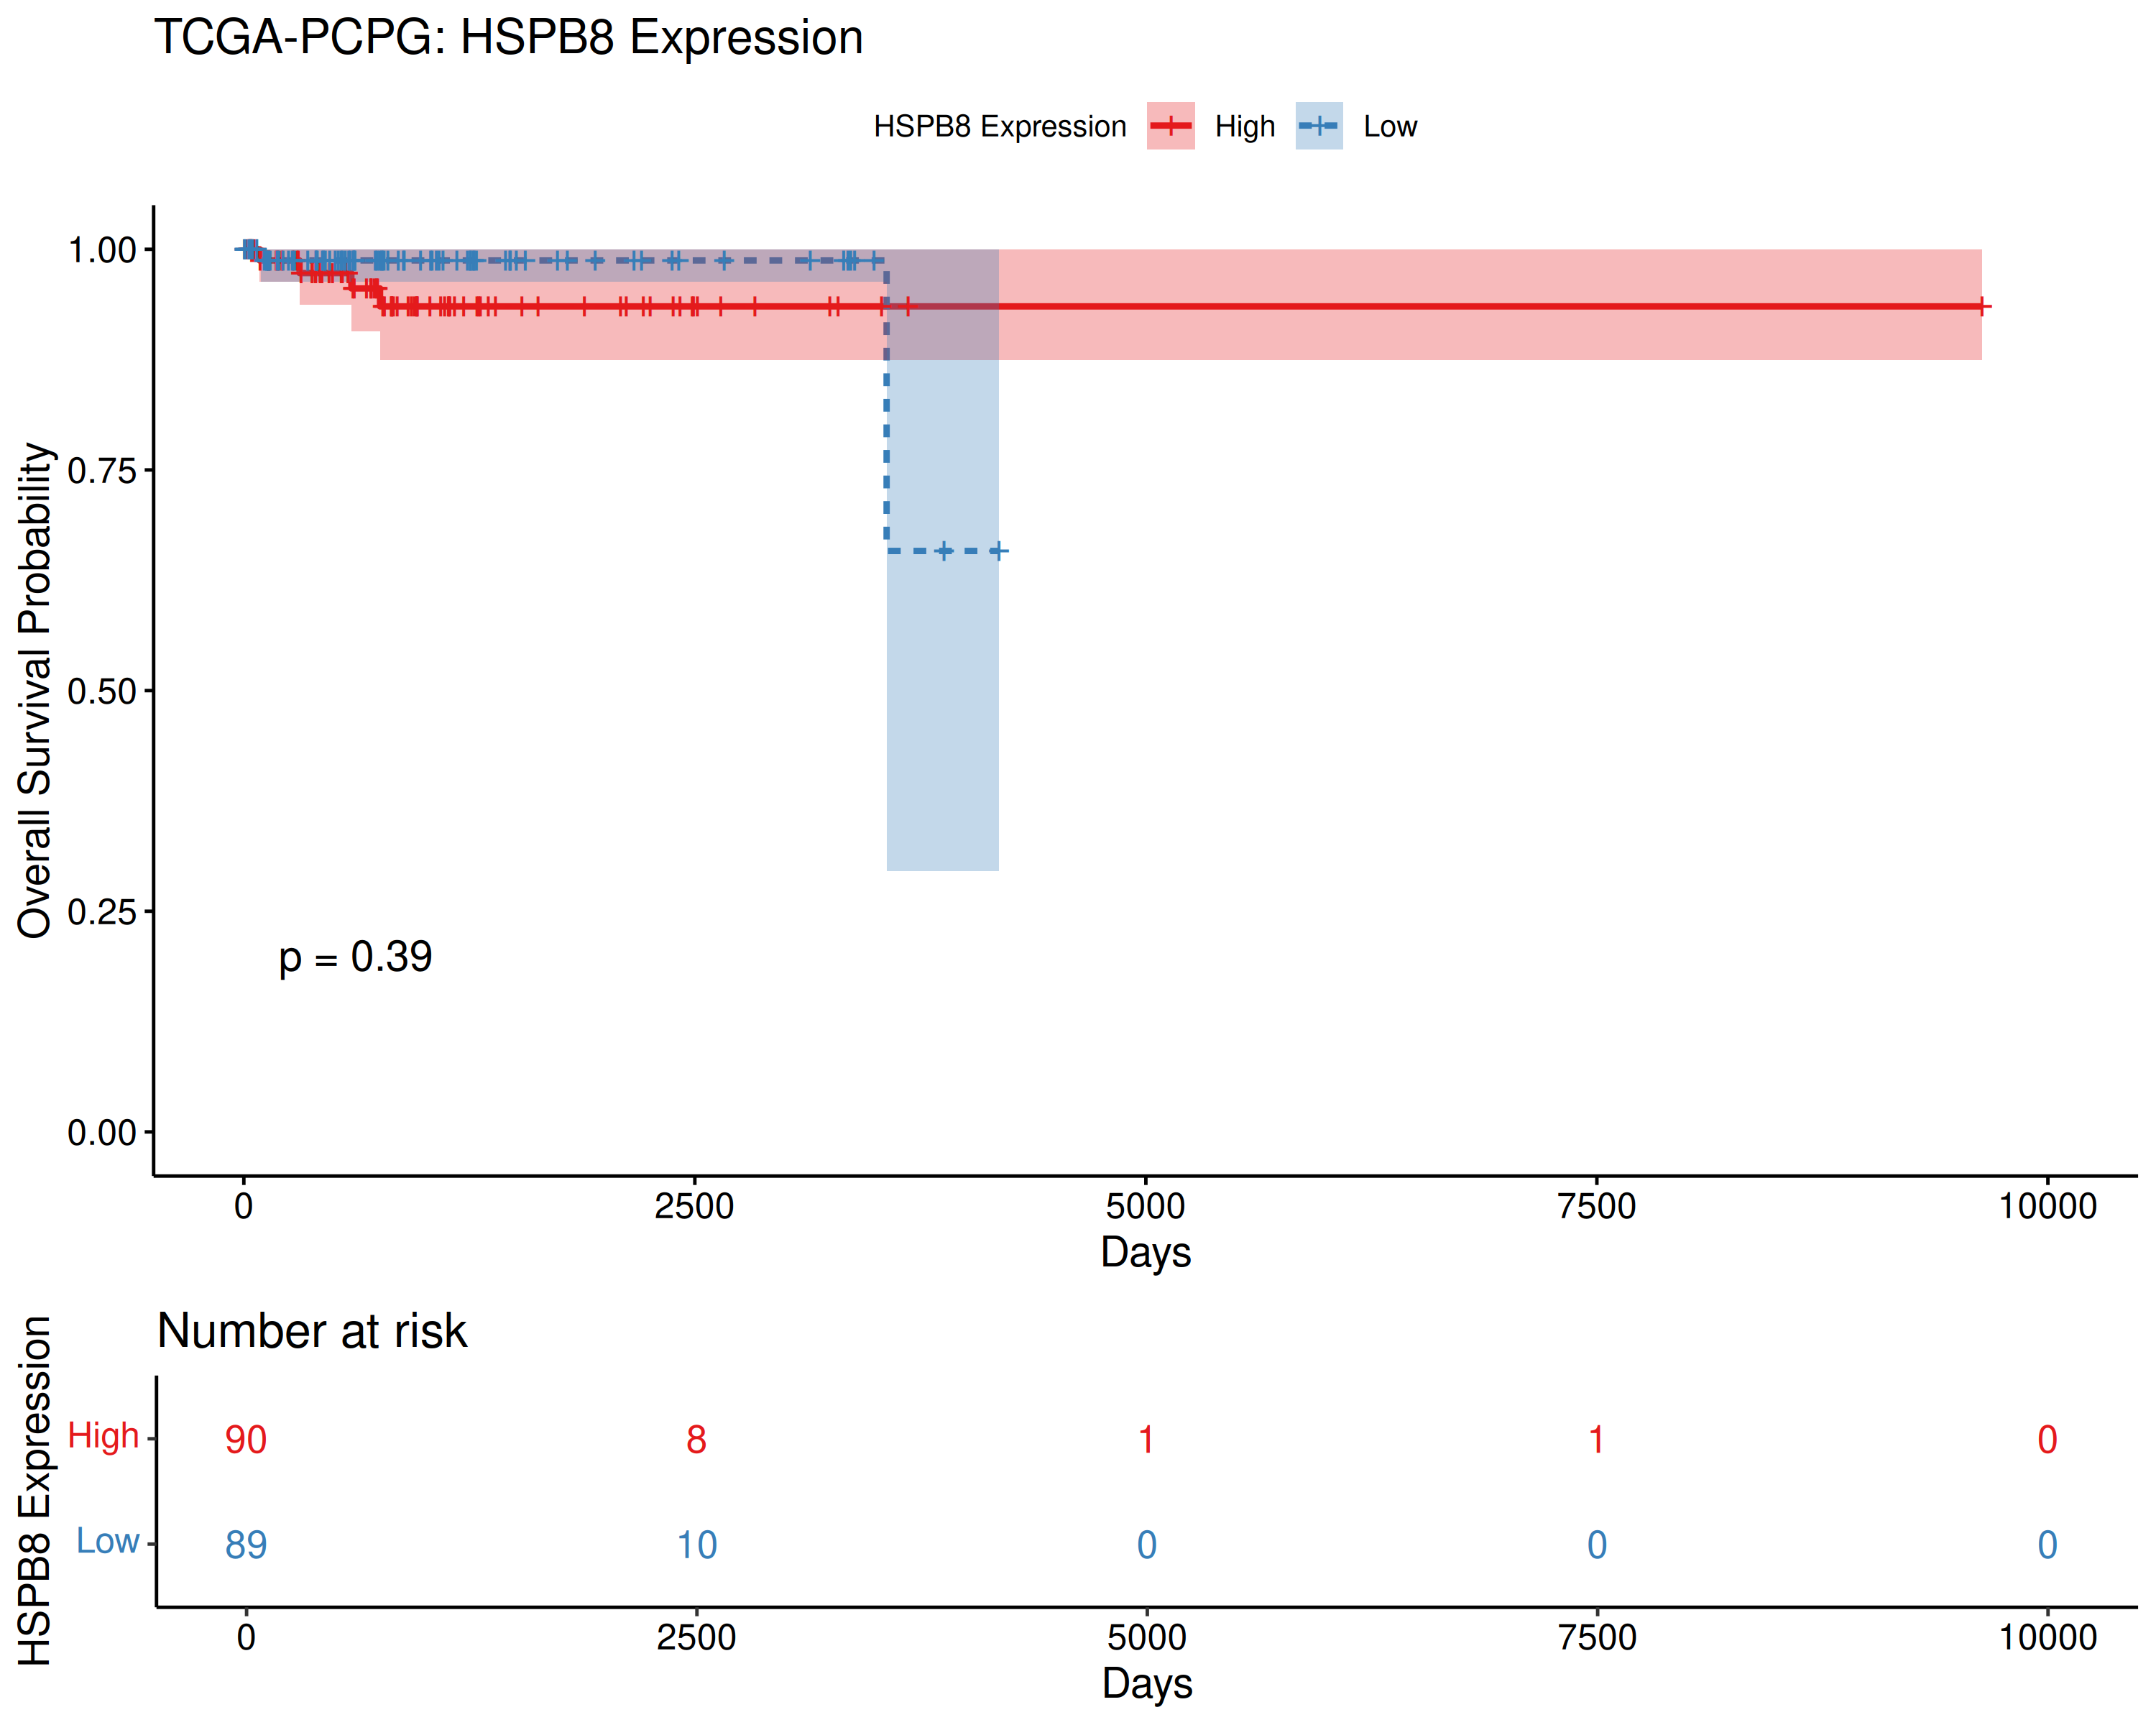 TCGA-PCPG: HSPB8 Expression
HSPB8 Expression High Low
Overall Survival Probability
1.00
0.75
0.50
0.25
0.00
p = 0.39
0 2500 5000 7500 10000
Days
Number at risk
HSPB8 Expression
High 90 8 1 1 0
Low 89 10 0 0 0
0 2500 5000 7500 10000
Days